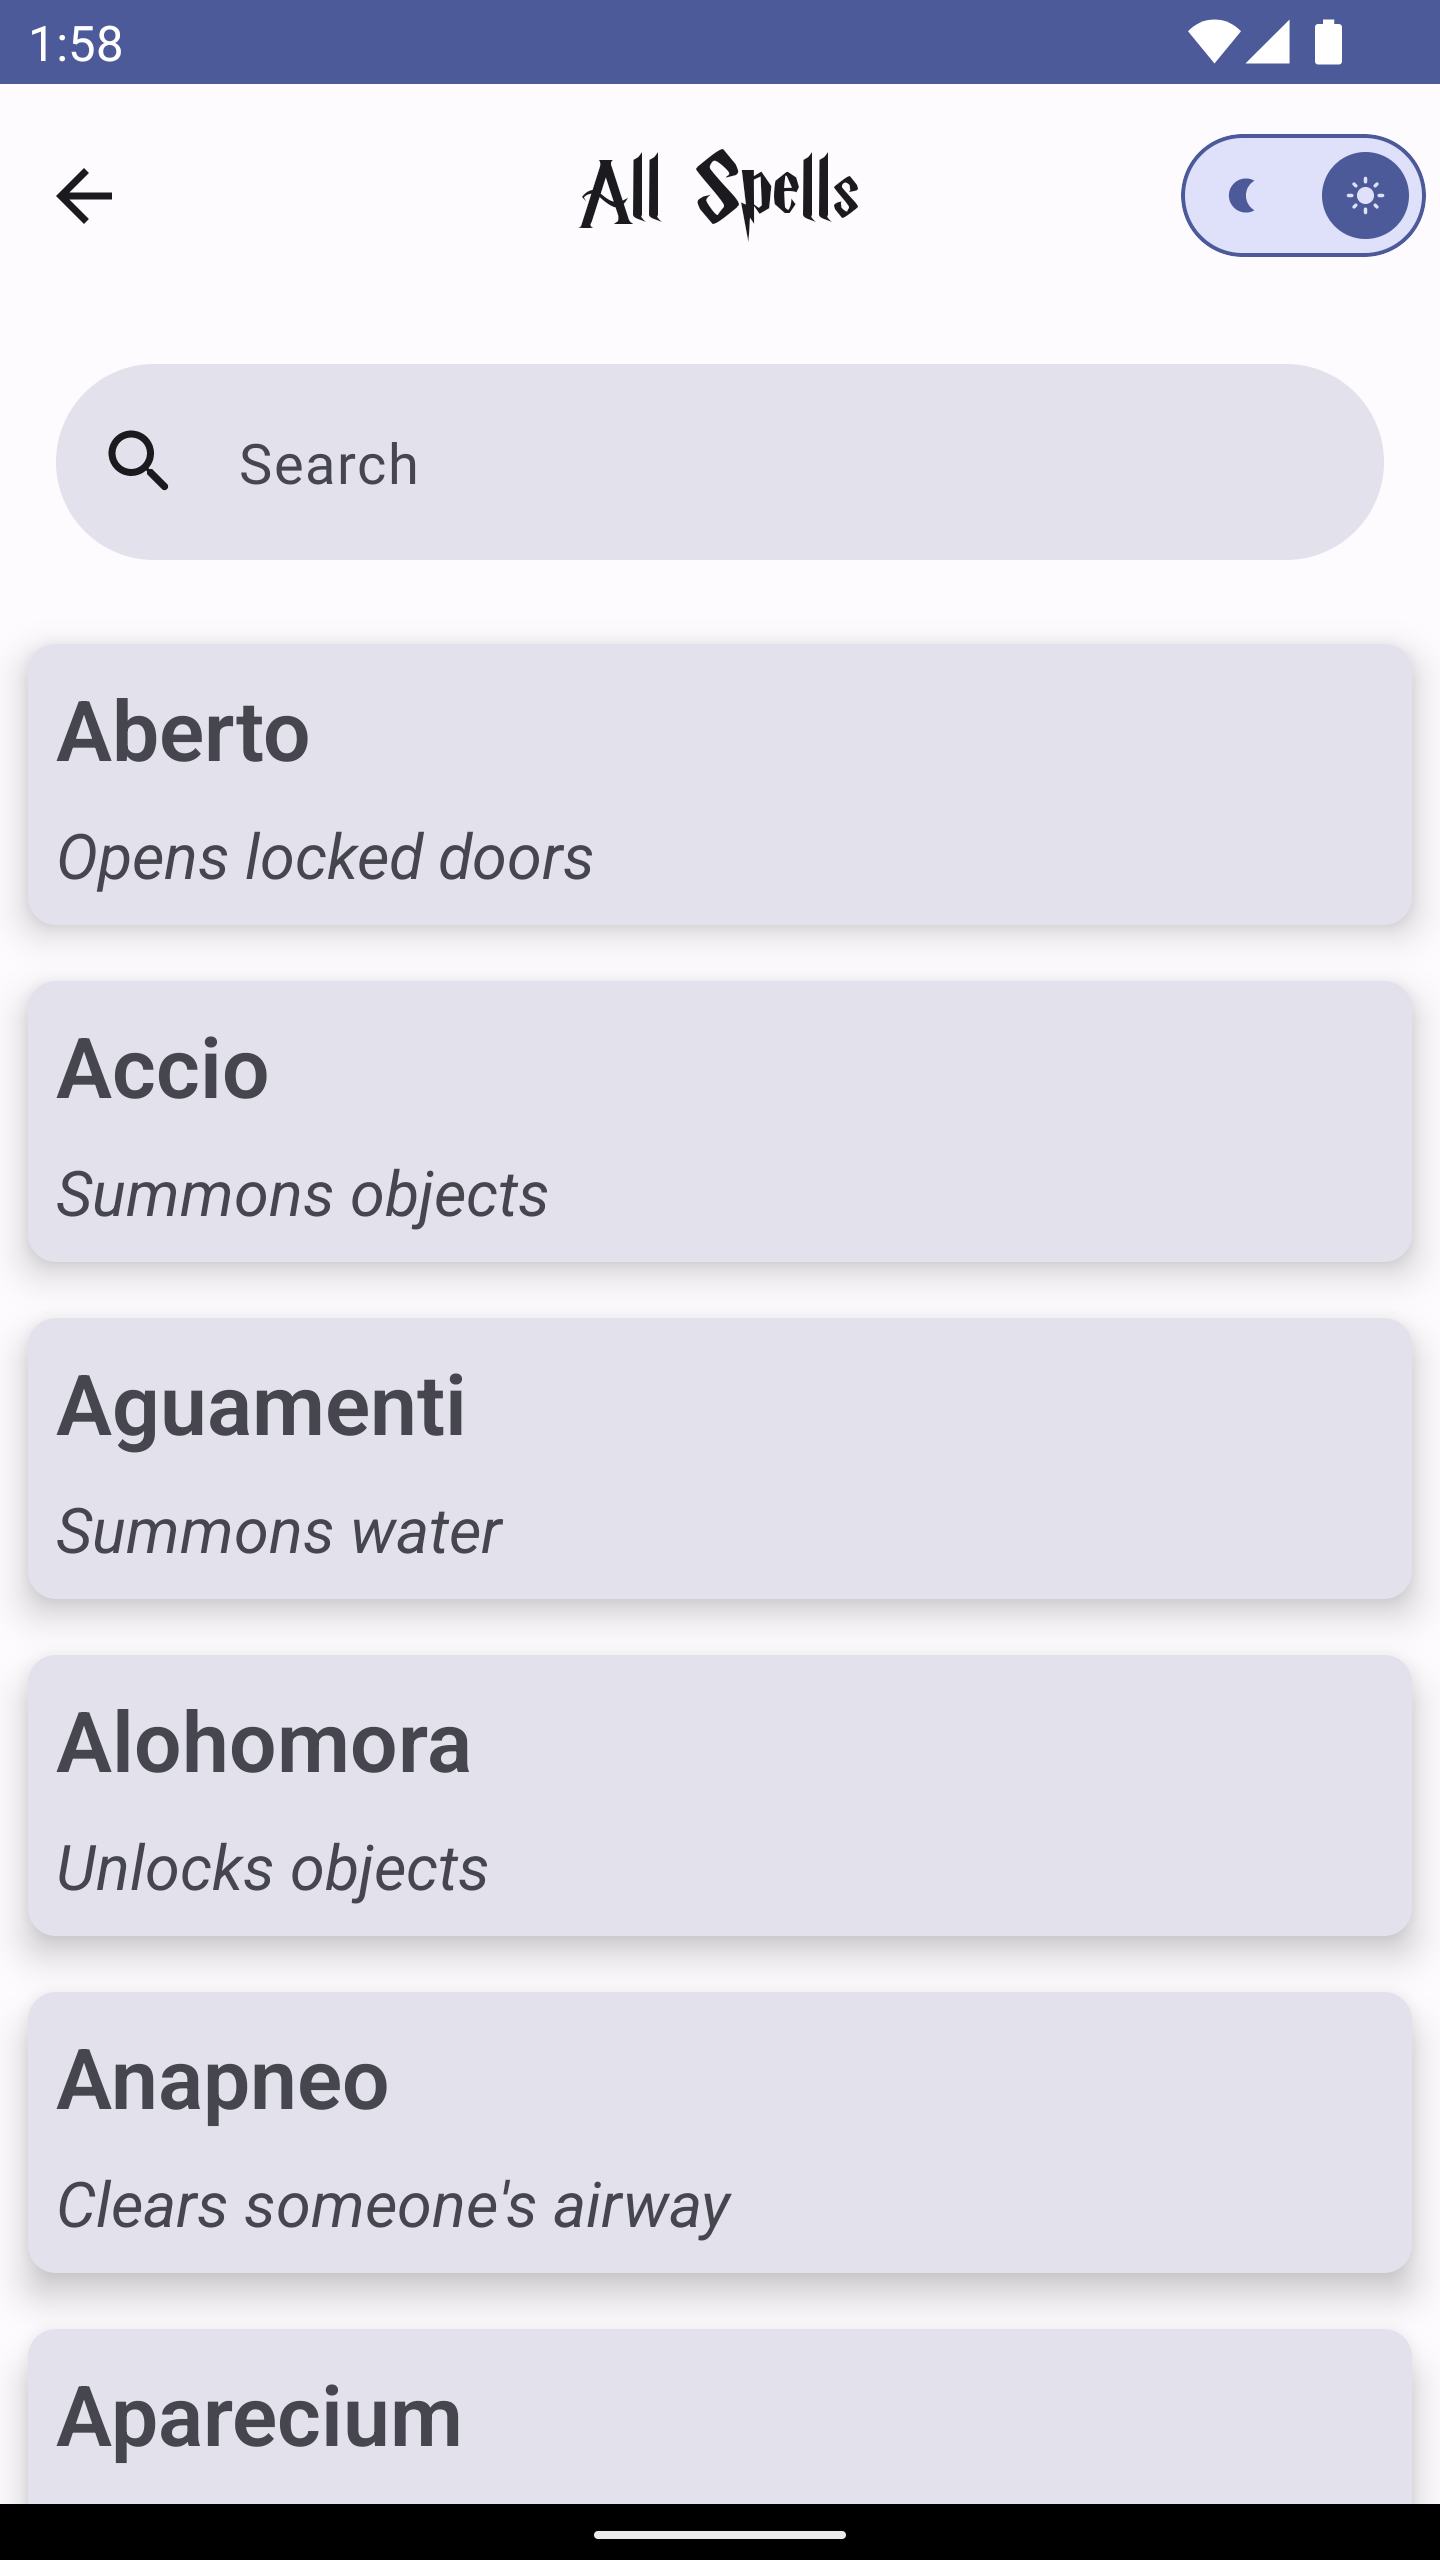 1:58
All Spells
Search
Aberto
Opens locked doors
Accio
Summons objects
Aguamenti
Summons water
Alohomora
Unlocks objects
Anapneo
Clears someone's airway
Aparecium